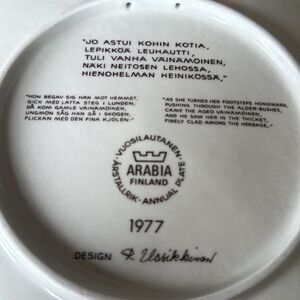 "JO ASTUI KOHIN KOTIA,
LEPIKKÖÄ LEUHAUTTI,
TULI VANHA VÄINÄMÖINEN,
NÄKI NEITOSEN LEHOSSA,
HIENOHELMAN HEINIKÖSSÄ,"
"HON BEGAV SIG HÄN MOT HEMMET,
GICK MED LÄTTA STEG I LUNDEN,
DÅ KOM GAMLE VÄINÄMÖINEN,
UNGMÖN SÅG HAN GÅ I SKOGEN,
FLICKAN MED DEN FINA KJOLEN-"
"AS SHE TURNED HER FOOTSTEPS HOMEWARD,
PUSHING THROUGH THE ALDER-BUSHES,
CAME THE AGED VÄINÄMÖINEN,
AND HE SAW HER IN THE THICKET,
FINELY CLAD AMONG THE HERBAGE,"
VUOSILAUTANEN·
ARABIA
FINLAND
ÅRSTALLRIK·ANNUAL PLATE·
1977
DESIGN R. Uosikkinen